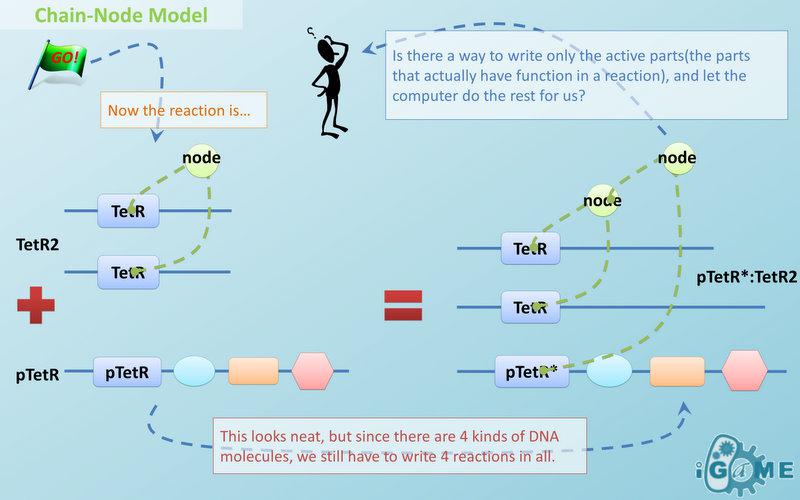 Chain-Node Model
GO!
?
Is there a way to write only the active parts(the parts
that actually have function in a reaction), and let the
computer do the rest for us?
Now the reaction is...
node
node
node
TetR
TetR2
TetR
TetR
TetR
pTetR*:TetR2
pTetR
pTetR
pTetR*
This looks neat, but since there are 4 kinds of DNA
molecules, we still have to write 4 reactions in all.
iGaME